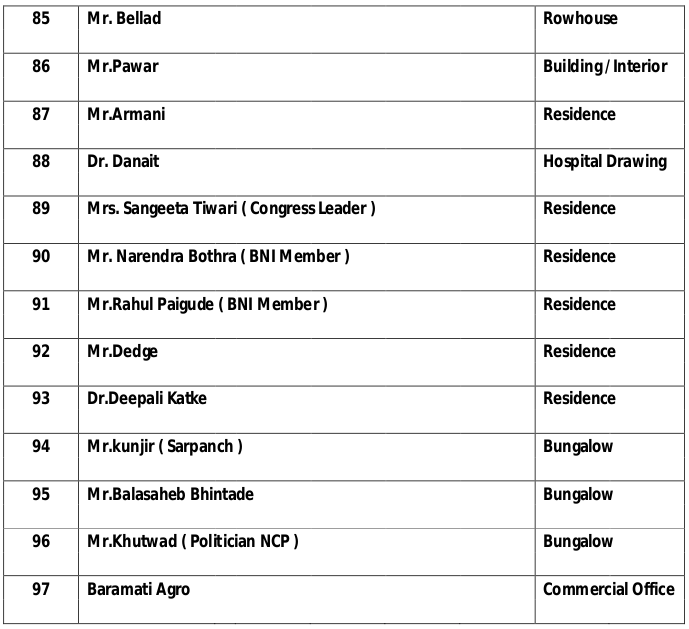 85 Mr. Bellad Rowhouse
86 Mr.Pawar Building / Interior
87 Mr.Armani Residence
88 Dr. Danait Hospital Drawing
89 Mrs. Sangeeta Tiwari ( Congress Leader ) Residence
90 Mr. Narendra Bothra ( BNI Member ) Residence
91 Mr.Rahul Paigude ( BNI Member ) Residence
92 Mr.Dedge Residence
93 Dr.Deepali Katke Residence
94 Mr.kunjir ( Sarpanch ) Bungalow
95 Mr.Balasaheb Bhintade Bungalow
96 Mr.Khutwad ( Politician NCP ) Bungalow
97 Baramati Agro Commercial Office